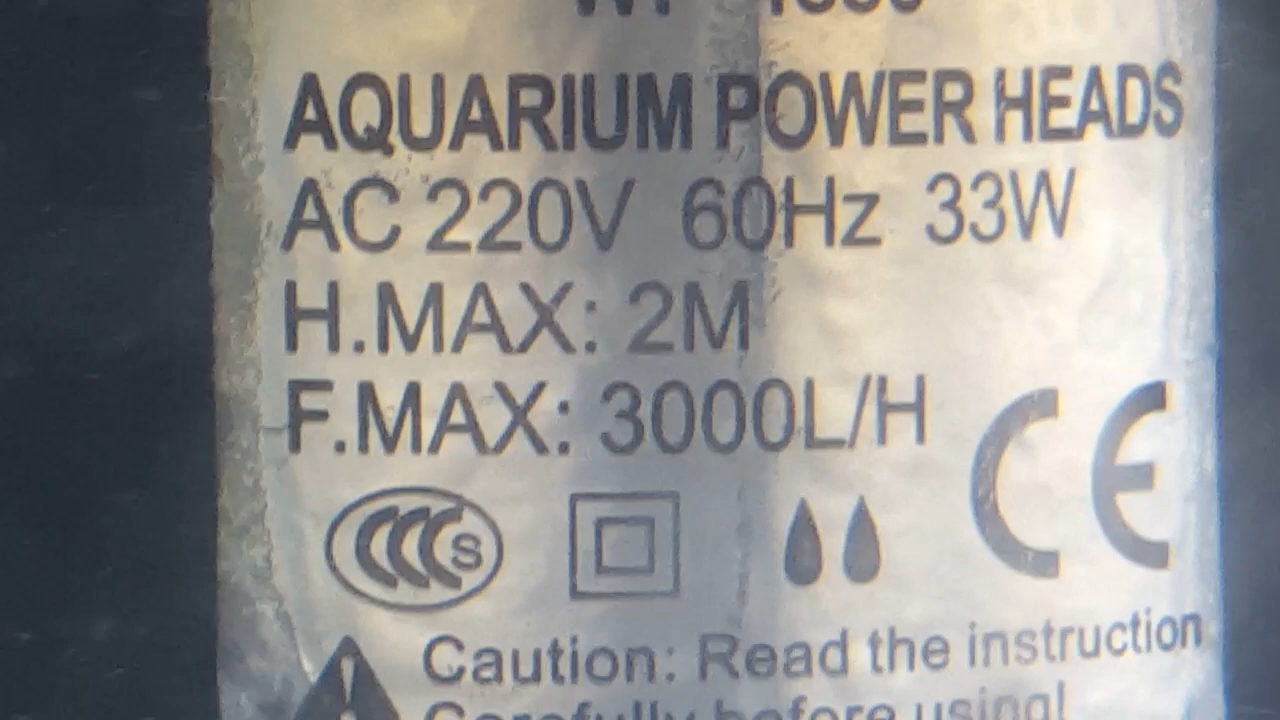 AQUARIUM POWER HEADS
AC 220V 60Hz 33W
H.MAX: 2M
F.MAX: 3000L/H
CCC S
CE
Caution: Read the instruction
Carefully before using!